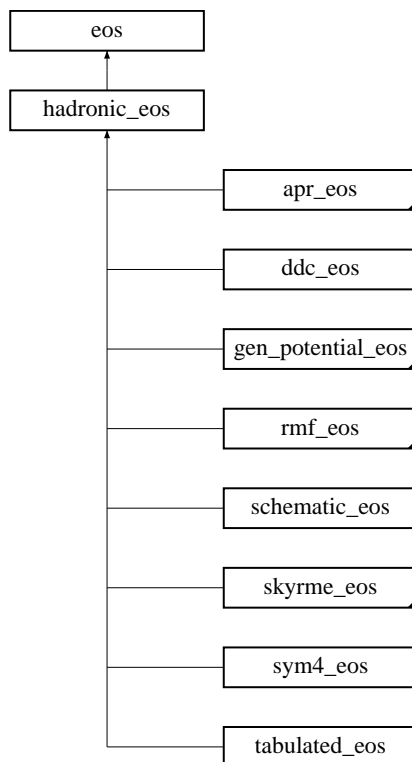 eos
hadronic_eos
apr_eos
ddc_eos
gen_potential_eos
rmf_eos
schematic_eos
skyrme_eos
sym4_eos
tabulated_eos